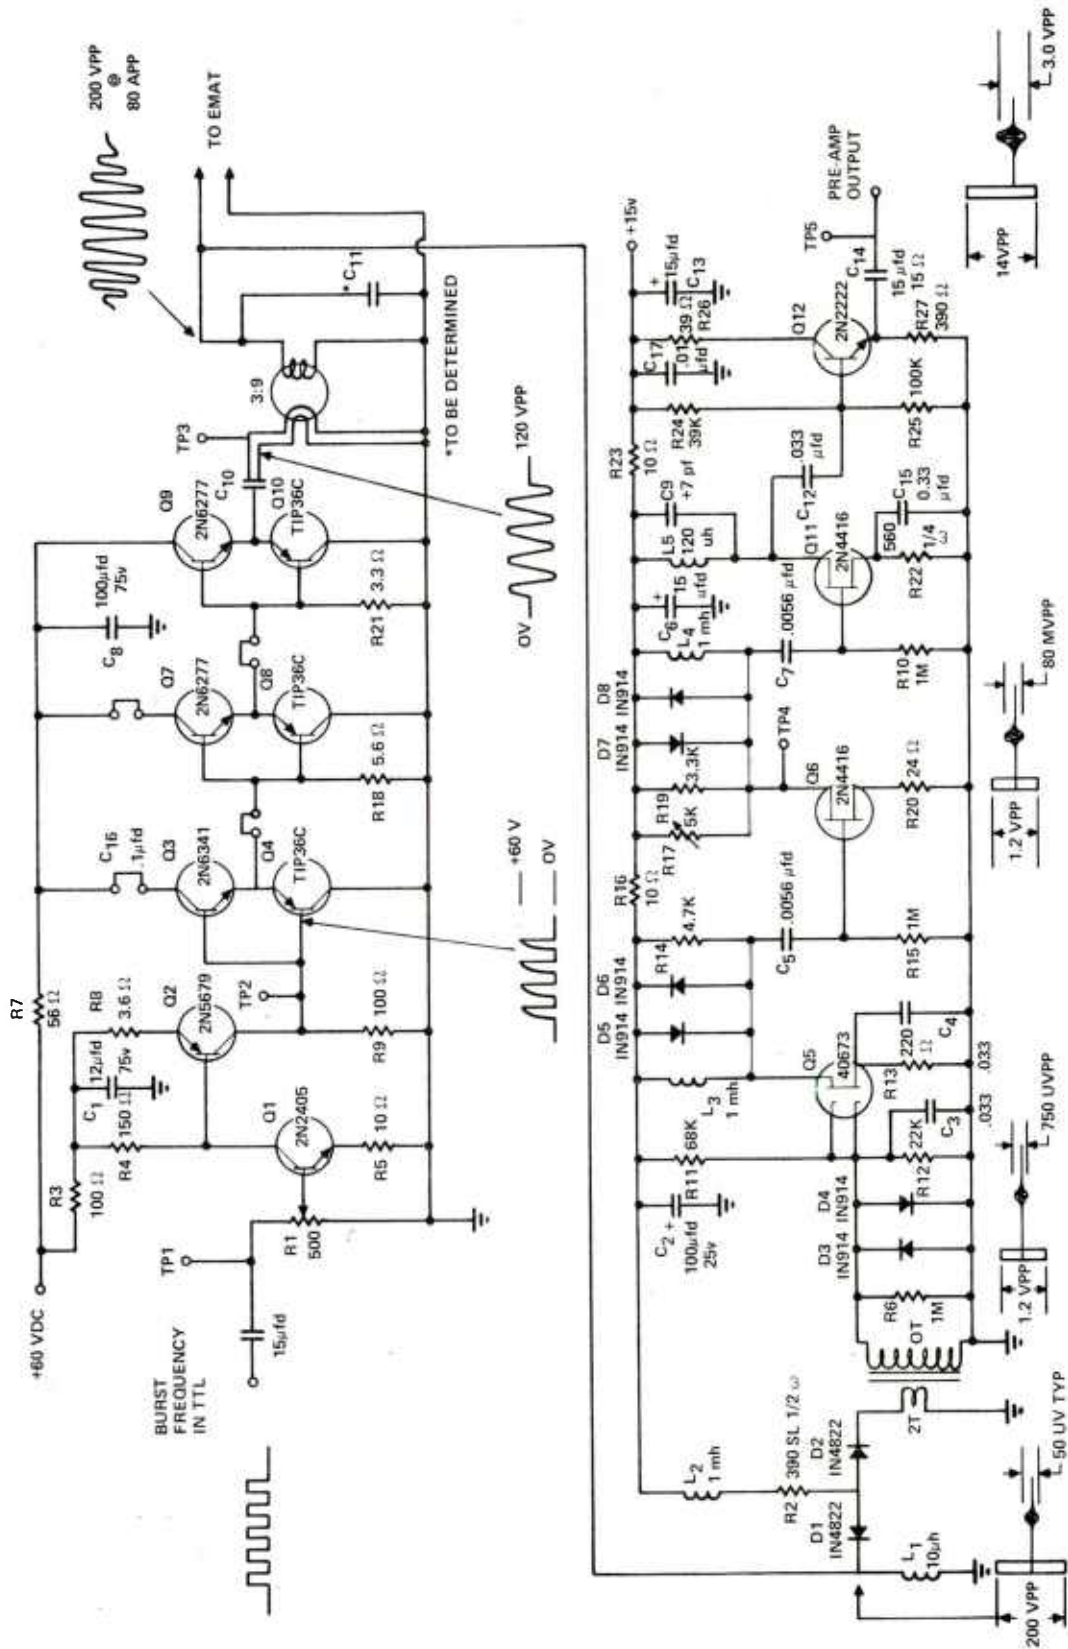 BURST
FREQUENCY
IN TTL
+60 VDC
15µfd
TP1
R1
500
R3
100 Ω
R4
150 Ω
C1
12µfd
75v
R8
3.6 Ω
R7
56 Ω
Q1
2N2405
R5
10 Ω
Q2
2N5679
TP2
R9
100 Ω
C16
.1µfd
Q3
2N6341
Q4
TIP36C
+60 V
0V
R18
5.6 Ω
Q7
2N6277
Q8
TIP36C
C8
100µfd
75v
R21
3.3 Ω
Q9
2N6277
Q10
TIP36C
C10
TP3
3:9
0V
120 VPP
*TO BE DETERMINED
*C11
200 VPP
@
80 APP
TO EMAT
200 VPP
50 UV TYP
L1
10µh
D1
IN4822
D2
IN4822
R2
390 SL 1/2 ω
L2
1 mh
2T
OT
R6
1M
D3
IN914
D4
IN914
1.2 VPP
750 UVPP
C2 +
100µfd
25v
R11
68K
R12
22K
C3
.033
L3
1 mh
Q5
40673
R13
220
Ω
C4
.033
D5
IN914
D6
IN914
R14
4.7K
C5
.0056 µfd
R15
1M
R16
10 Ω
R17
5K
R19
3.3K
Q6
2N4416
R20
24 Ω
TP4
1.2 VPP
80 MVPP
D7
IN914
D8
IN914
L4
1 mh
C6
+
15
µfd
C7
.0056 µfd
R10
1M
L5
120
uh
C9
+7 pf
Q11
2N4416
560
R22
1/4
ω
C15
0.33
µfd
C12
.033
µfd
R23
10 Ω
R24
39K
R25
100K
C17
.01
µfd
39 Ω
R26
+
15µfd
C13
+15v
Q12
2N2222
R27
390 Ω
C14
15 µfd
15 Ω
TP5
PRE-AMP
OUTPUT
14VPP
3.0 VPP